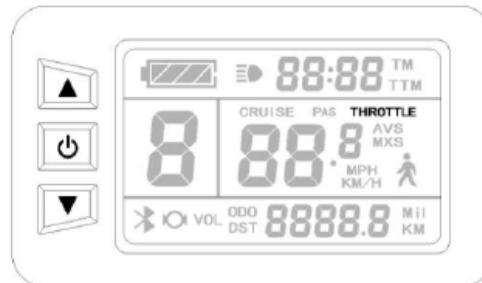 88:88 TM
TTM
CRUISE PAS THROTTLE
8 88.8 AVS
MXS
MPH
KM/H
VOL ODO 8888.8 Mil
DST KM